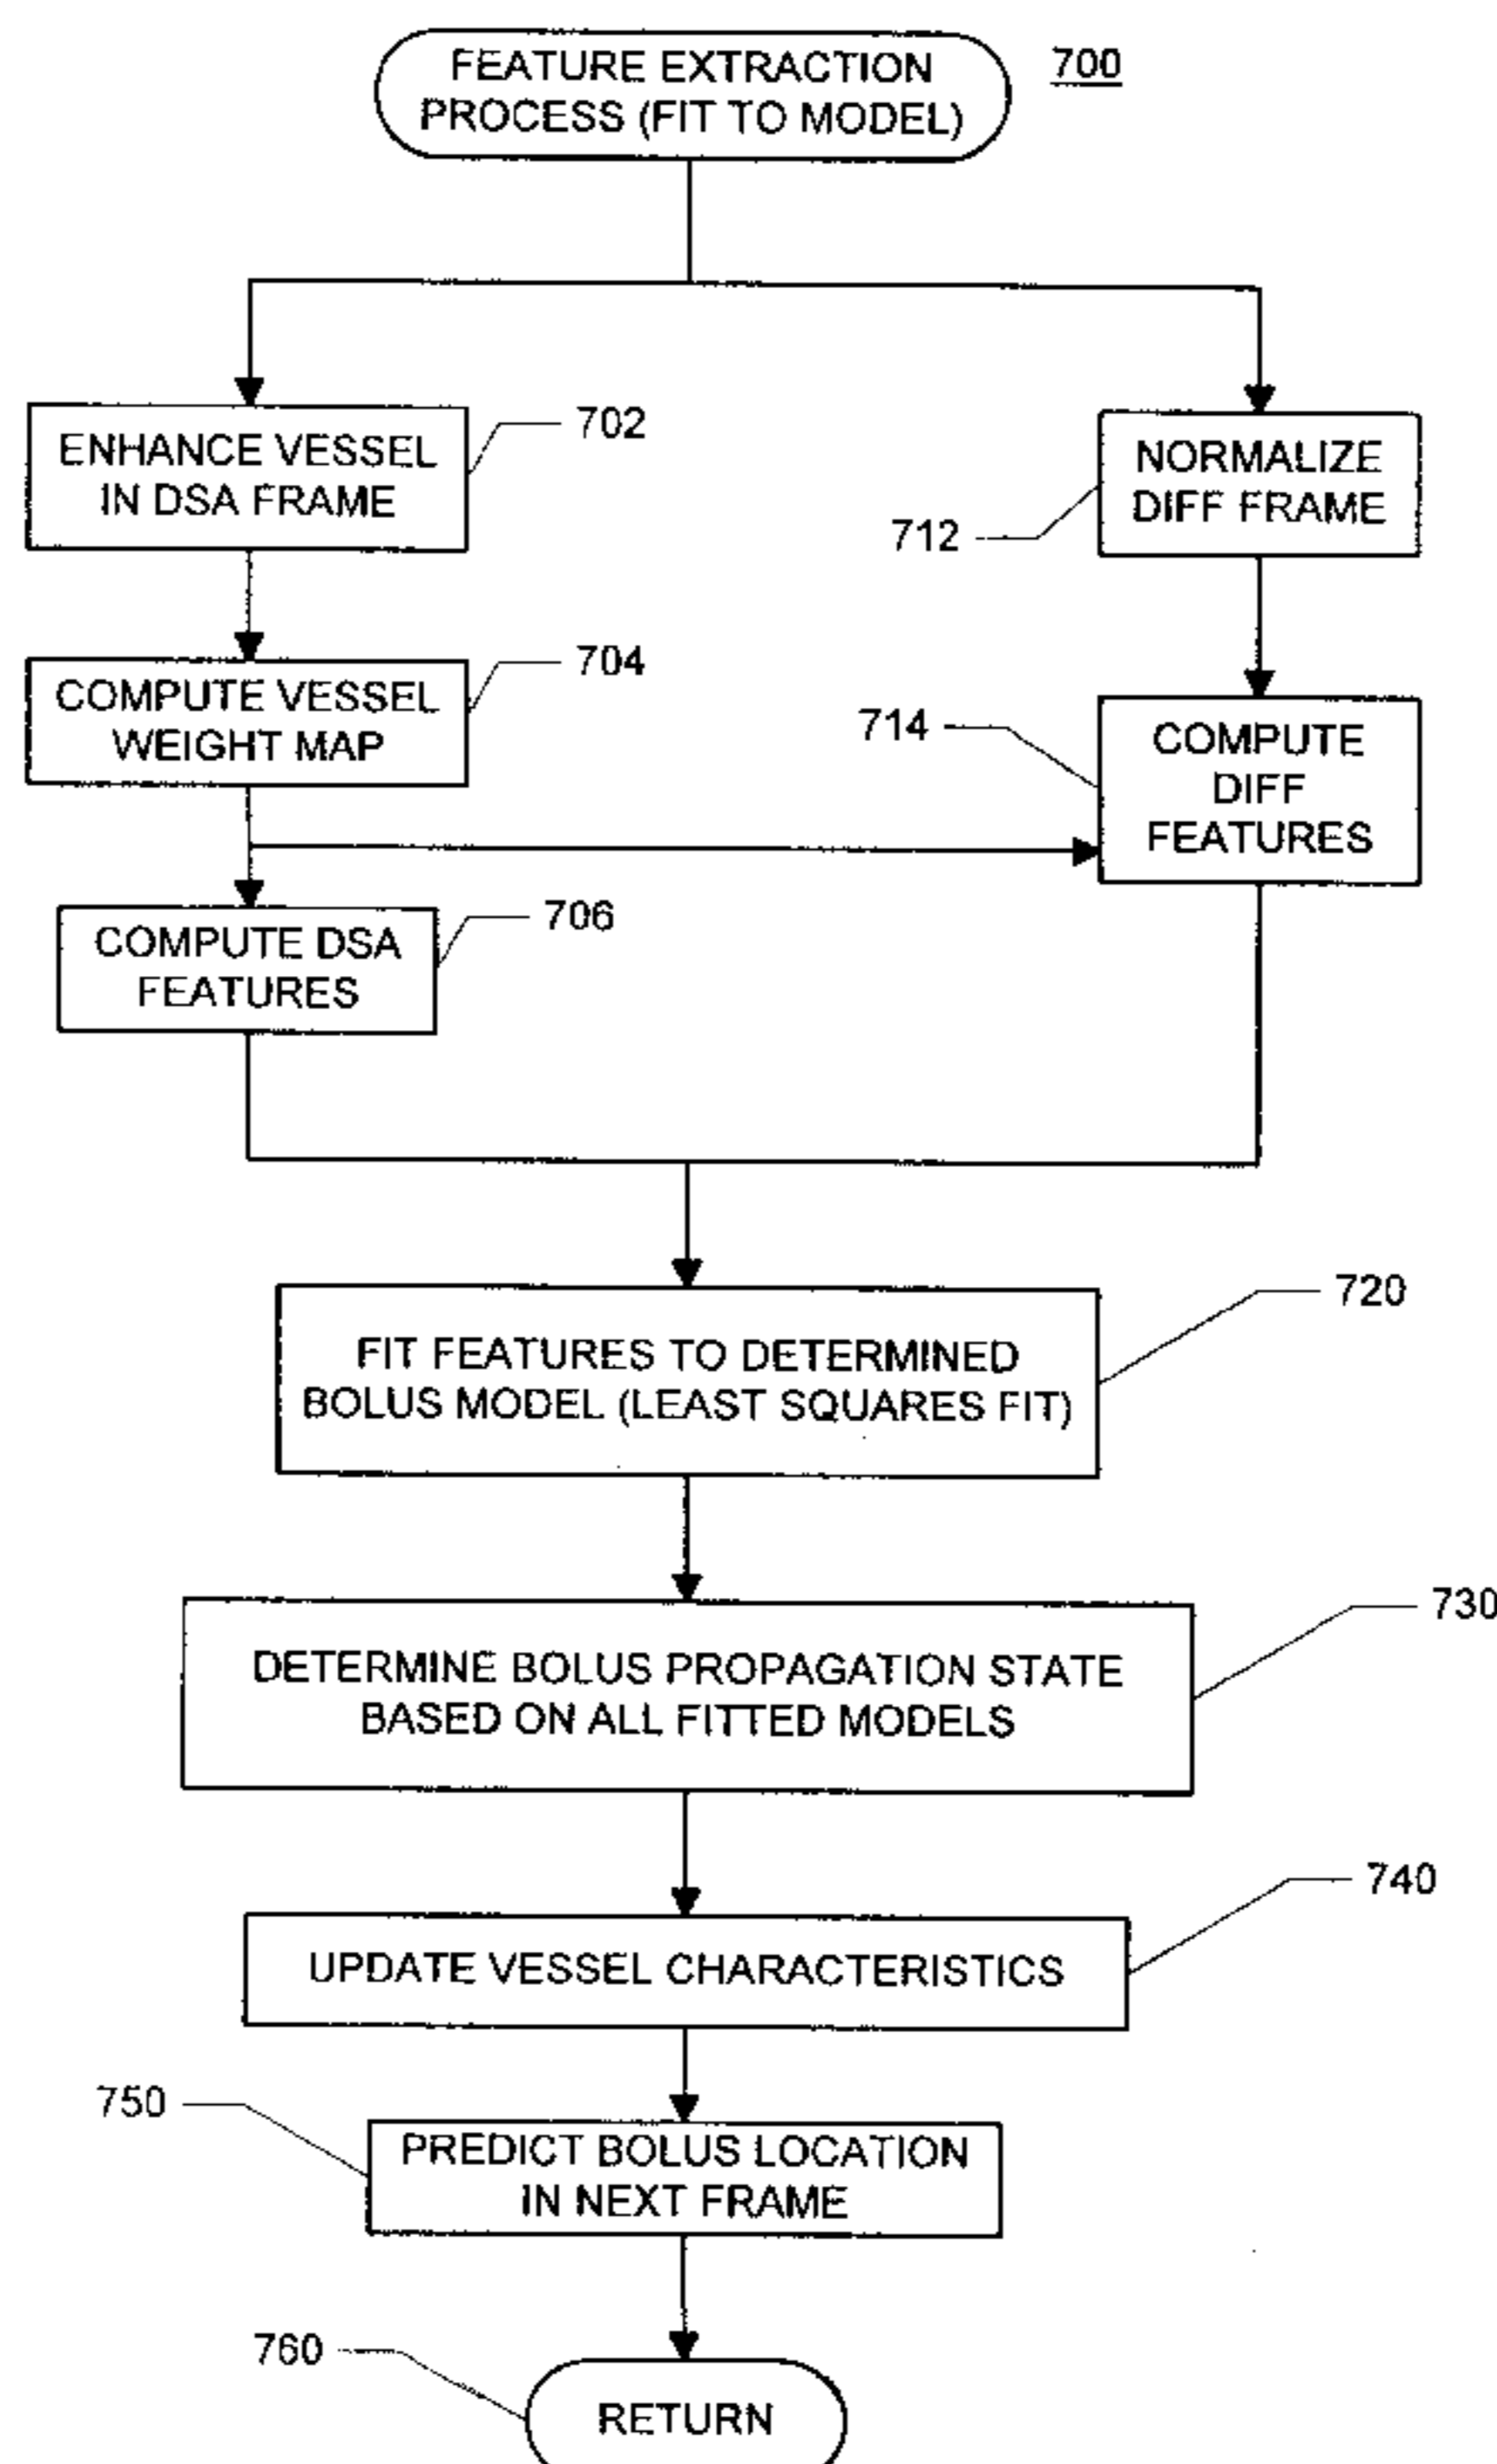 FEATURE EXTRACTION
PROCESS (FIT TO MODEL)
700
ENHANCE VESSEL
IN DSA FRAME
702
NORMALIZE
DIFF FRAME
712
COMPUTE VESSEL
WEIGHT MAP
704
COMPUTE
DIFF
FEATURES
714
COMPUTE DSA
FEATURES
706
FIT FEATURES TO DETERMINED
BOLUS MODEL (LEAST SQUARES FIT)
720
DETERMINE BOLUS PROPAGATION STATE
BASED ON ALL FITTED MODELS
730
UPDATE VESSEL CHARACTERISTICS
740
750
PREDICT BOLUS LOCATION
IN NEXT FRAME
760
RETURN